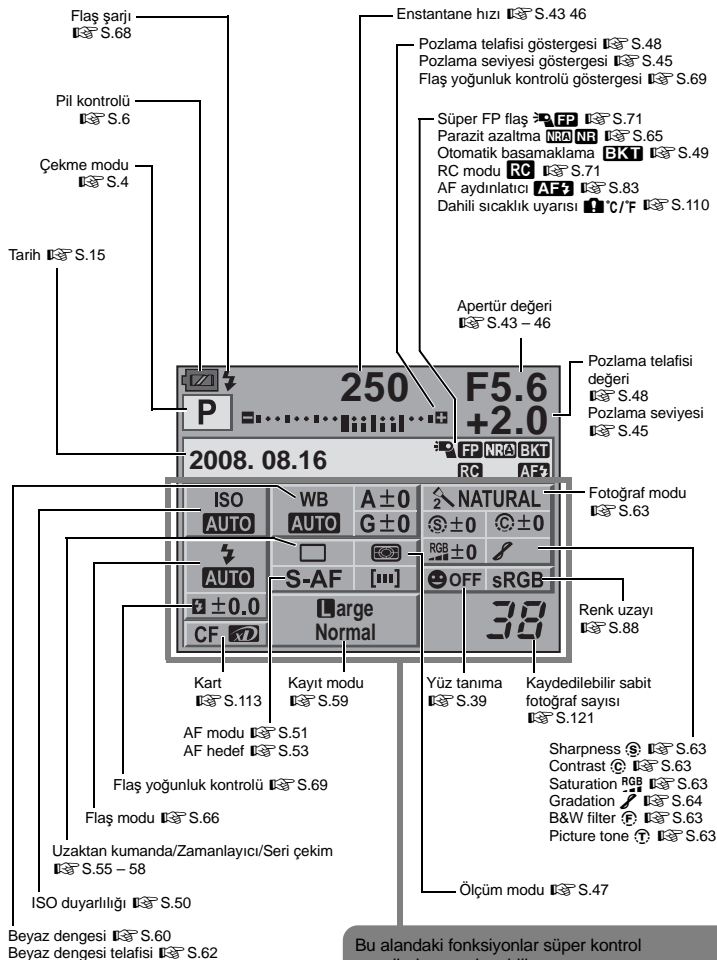 Flaş şarjı
☞ S.68
Enstantane hızı ☞ S.43 46
Pozlama telafisi göstergesi ☞ S.48
Pozlama seviyesi göstergesi ☞ S.45
Flaş yoğunluk kontrolü göstergesi ☞ S.69
Pil kontrolü
☞ S.6
Süper FP flaş FP ☞ S.71
Parazit azaltma NRA NR ☞ S.65
Otomatik basamaklama BKT ☞ S.49
RC modu RC ☞ S.71
AF aydınlatıcı AF ☞ S.83
Dahili sıcaklık uyarısı °C/°F ☞ S.110
Çekme modu
☞ S.4
Tarih ☞ S.15
Apertür değeri
☞ S.43 – 46
Pozlama telafisi
değeri
☞ S.48
Pozlama seviyesi
☞ S.45
250 F5.6
P +2.0
2008. 08.16 FP NRA BKT
RC AF
ISO WB A±0 2 NATURAL
AUTO AUTO G±0 S±0 C±0
RGB±0
AUTO S-AF OFF sRGB
±0.0 Large
CF xD Normal 38
Fotoğraf modu
☞ S.63
Renk uzayı
☞ S.88
Kart
☞ S.113
Kayıt modu
☞ S.59
Yüz tanıma
☞ S.39
Kaydedilebilir sabit
fotoğraf sayısı
☞ S.121
AF modu ☞ S.51
AF hedef ☞ S.53
Sharpness S ☞ S.63
Contrast C ☞ S.63
Saturation RGB ☞ S.63
Gradation ☞ S.64
B&W filter F ☞ S.63
Picture tone T ☞ S.63
Flaş yoğunluk kontrolü ☞ S.69
Flaş modu ☞ S.66
Uzaktan kumanda/Zamanlayıcı/Seri çekim
☞ S.55 – 58
Ölçüm modu ☞ S.47
ISO duyarlılığı ☞ S.50
Beyaz dengesi ☞ S.60
Beyaz dengesi telafisi ☞ S.62
Bu alandaki fonksiyonlar süper kontrol